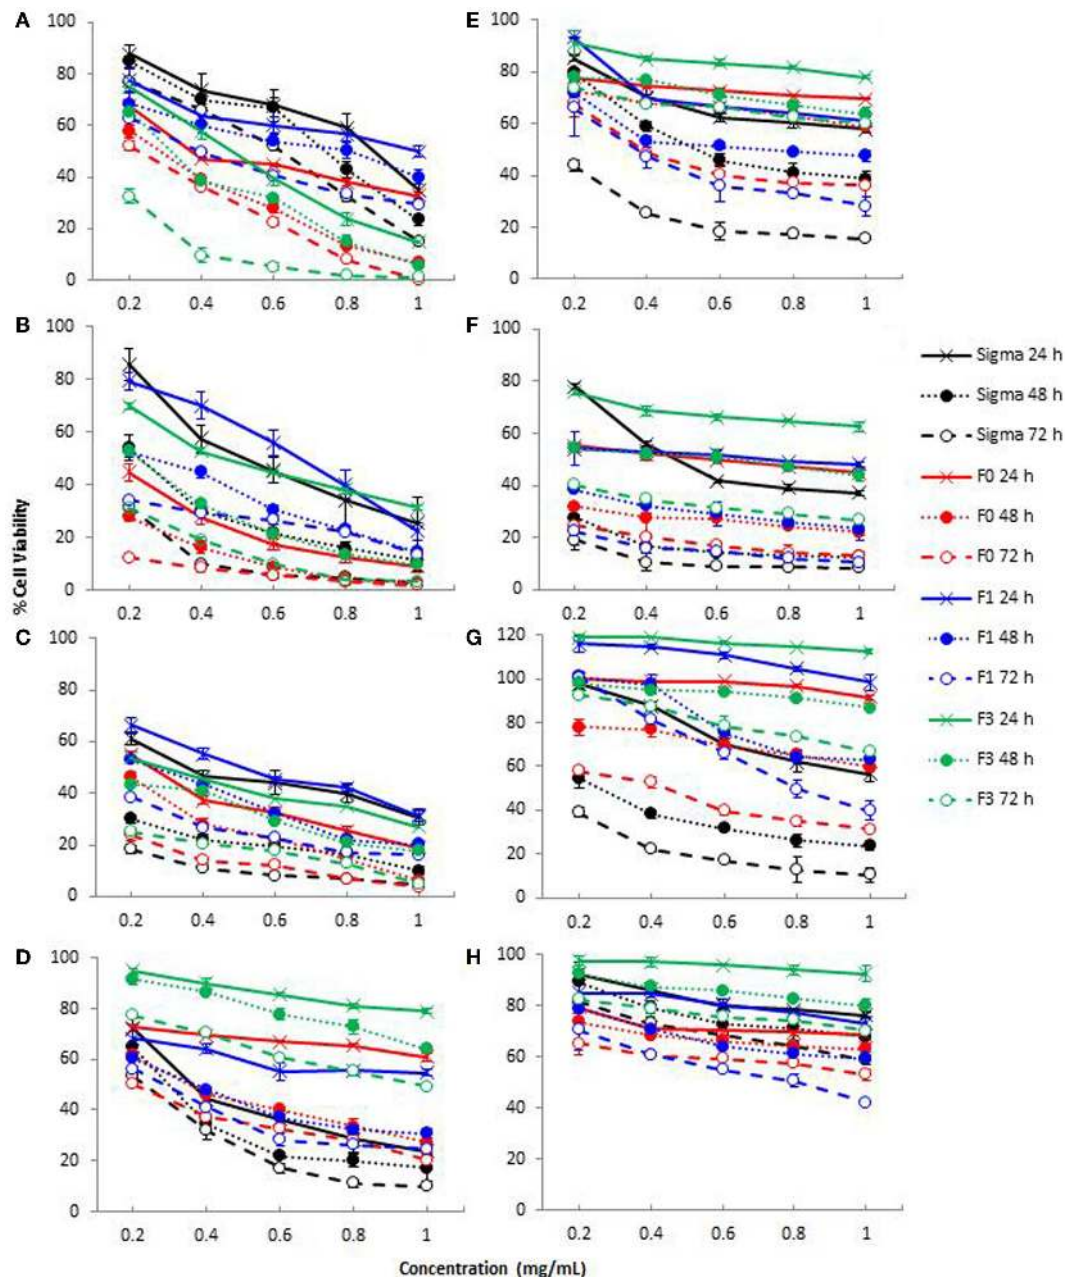 A
100
80
60
40
20
0
0.2 0.4 0.6 0.8 1
B
100
80
60
40
20
0
0.2 0.4 0.6 0.8 1
C
100
80
60
40
20
0
0.2 0.4 0.6 0.8 1
D
100
80
60
40
20
0
0.2 0.4 0.6 0.8 1
E
100
80
60
40
20
0
0.2 0.4 0.6 0.8 1
F
100
80
60
40
20
0
0.2 0.4 0.6 0.8 1
G
120
100
80
60
40
20
0
0.2 0.4 0.6 0.8 1
H
100
80
60
40
20
0
0.2 0.4 0.6 0.8 1
%Cell Viability
Concentration (mg/mL)
Sigma 24 h
Sigma 48 h
Sigma 72 h
F0 24 h
F0 48 h
F0 72 h
F1 24 h
F1 48 h
F1 72 h
F3 24 h
F3 48 h
F3 72 h